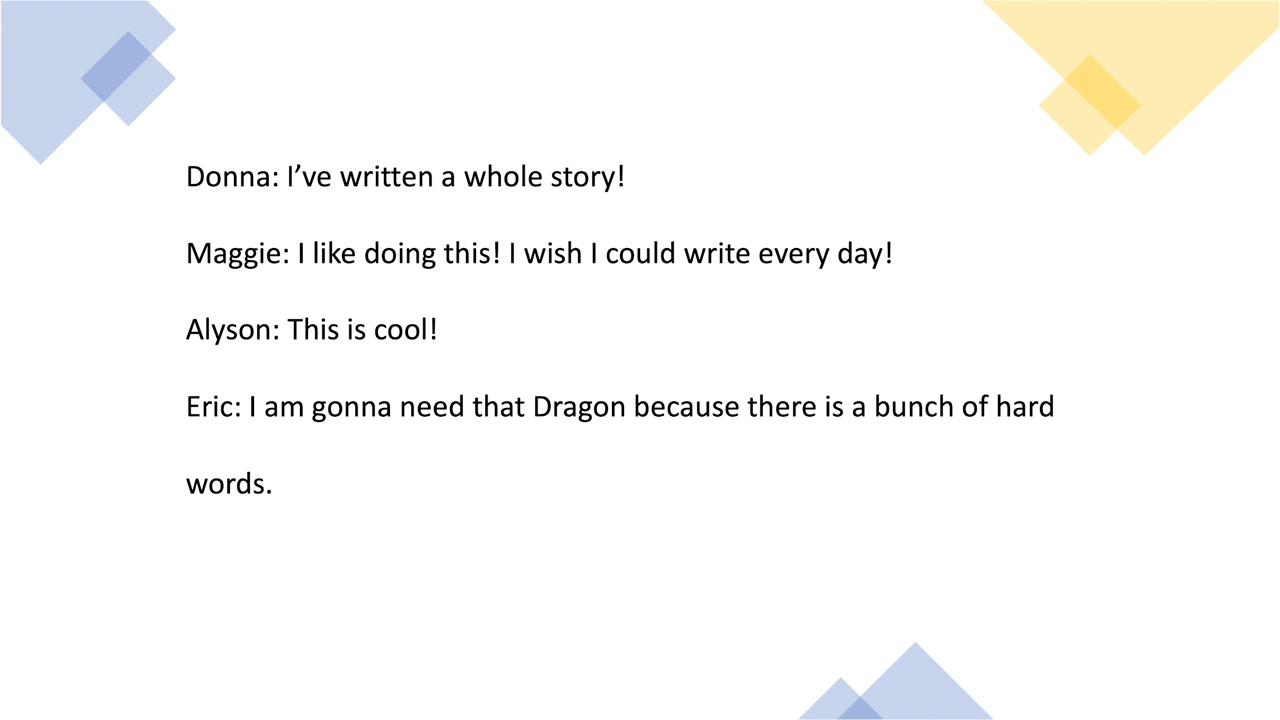 Donna: I’ve written a whole story!
Maggie: I like doing this! I wish I could write every day!
Alyson: This is cool!
Eric: I am gonna need that Dragon because there is a bunch of hard
words.